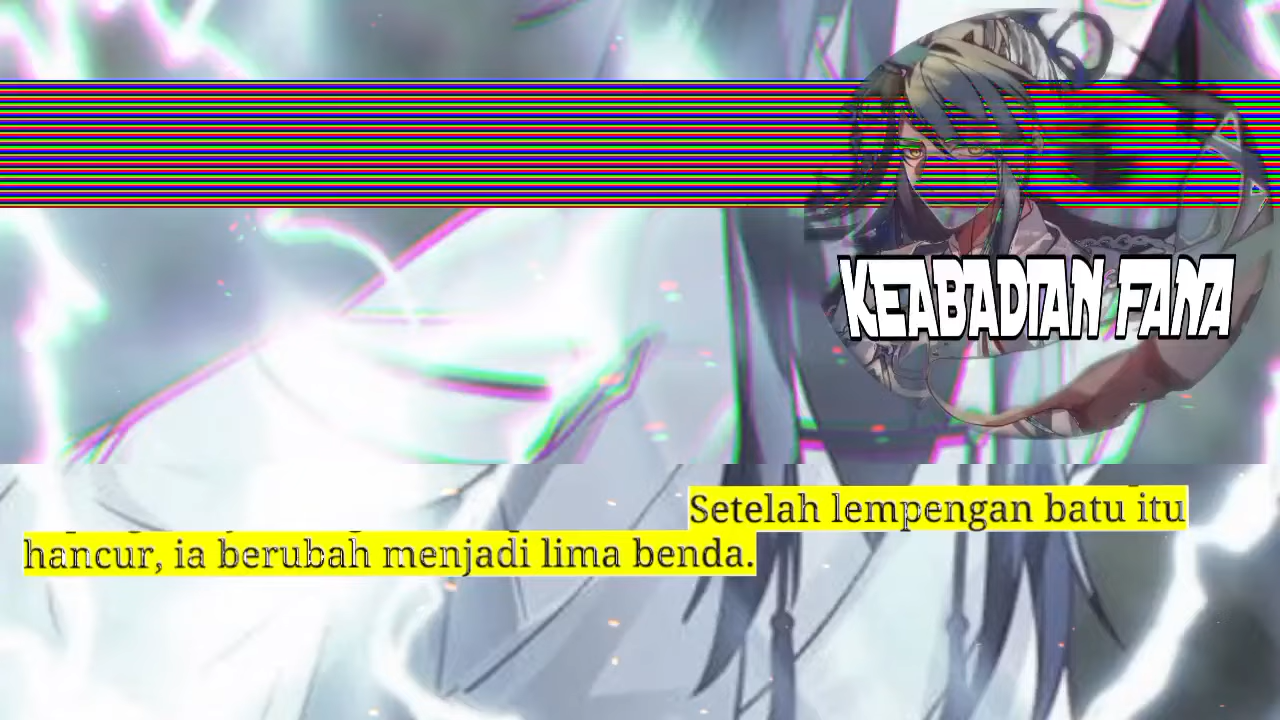 KEABADIAN FANA
Setelah lempengan batu itu
hancur, ia berubah menjadi lima benda.